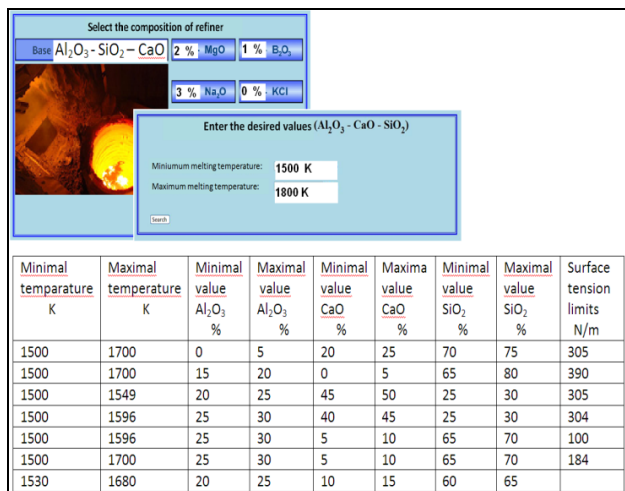 Select the composition of refiner
Base Al₂O₃ - SiO₂ – CaO 2 % MgO 1 % B₂O₃
3 % Na₂O 0 % KCl
Enter the desired values (Al₂O₃ - CaO - SiO₂)
Miniumum melting temperature: 1500 K
Maximum melting temperature: 1800 K
Search
Minimal temparature K Maximal temperature K Minimal value Al₂O₃ % Maximal value Al₂O₃ % Minimal value CaO % Maxima value CaO % Minimal value SiO₂ % Maximal value SiO₂ % Surface tension limits N/m
1500 1700 0 5 20 25 70 75 305
1500 1700 15 20 0 5 65 80 390
1500 1549 20 25 45 50 25 30 305
1500 1596 25 30 40 45 25 30 304
1500 1596 25 30 5 10 65 70 100
1500 1700 25 30 5 10 65 70 184
1530 1680 20 25 10 15 60 65